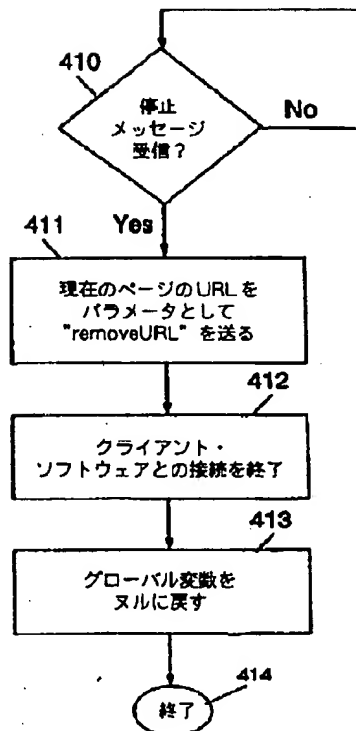 410
停止
メッセージ
受信？
No
Yes
411
現在のページのURLを
パラメータとして
"removeURL" を送る
412
クライアント・
ソフトウェアとの接続を終了
413
グローバル変数を
ヌルに戻す
414
終了